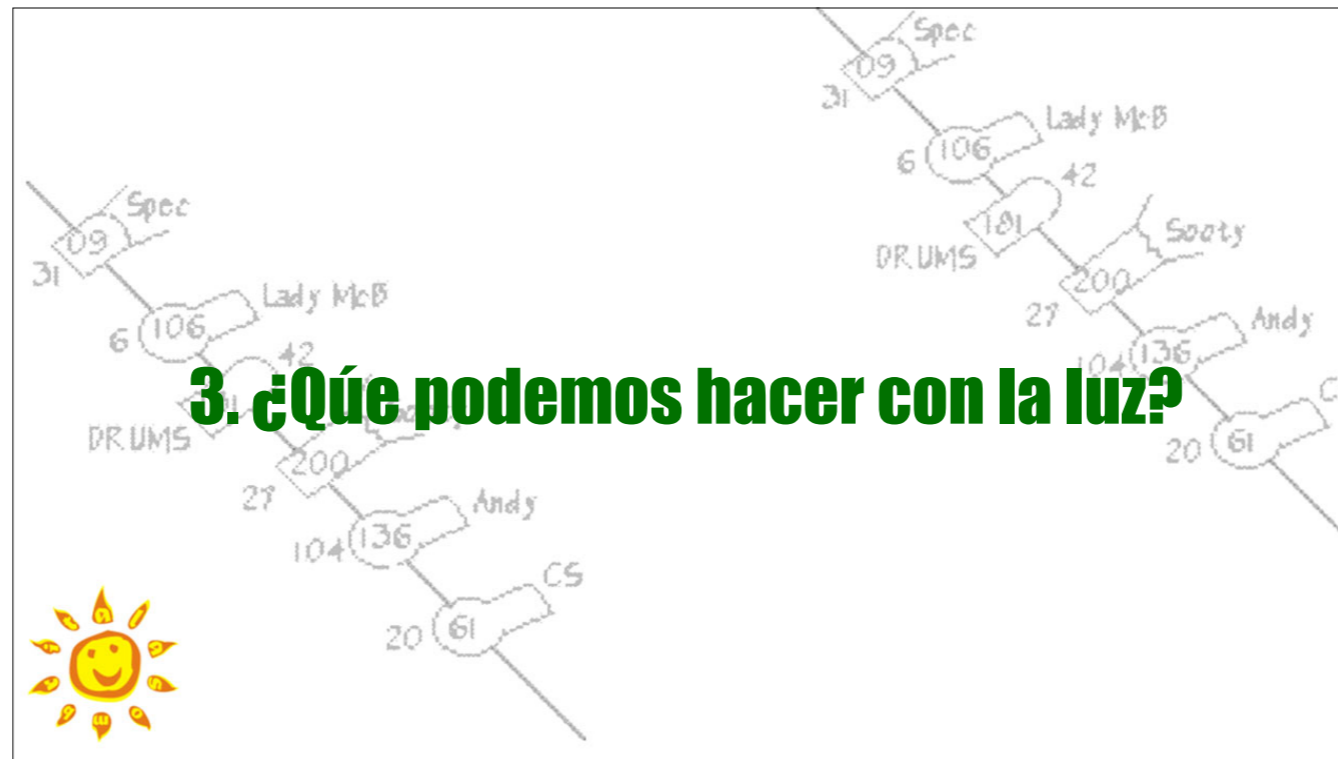 Spec
09
31
Lady McB
106
6
42
181
DRUMS
Sooty
200
27
Andy
136
104
61
20
Spec
09
31
Lady McB
106
6
42
3. ¿Qúe podemos hacer con la luz?
DRUMS
200
27
Andy
136
104
CS
61
20